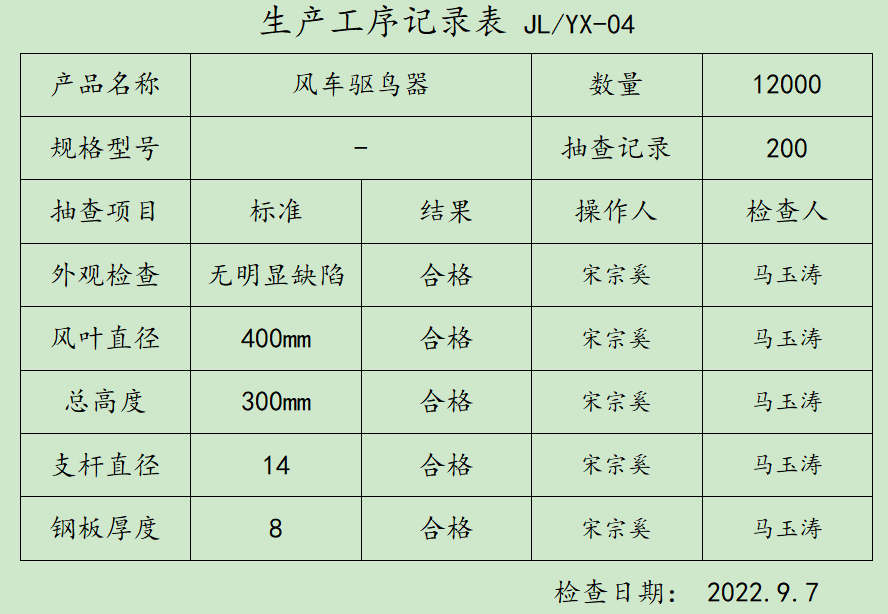 生产工序记录表 JL/YX-04
产品名称 风车驱鸟器 数量 12000
规格型号 - 抽查记录 200
抽查项目 标准 结果 操作人 检查人
外观检查 无明显缺陷 合格 宋宗奚 马玉涛
风叶直径 400mm 合格 宋宗奚 马玉涛
总高度 300mm 合格 宋宗奚 马玉涛
支杆直径 14 合格 宋宗奚 马玉涛
钢板厚度 8 合格 宋宗奚 马玉涛
检查日期： 2022.9.7